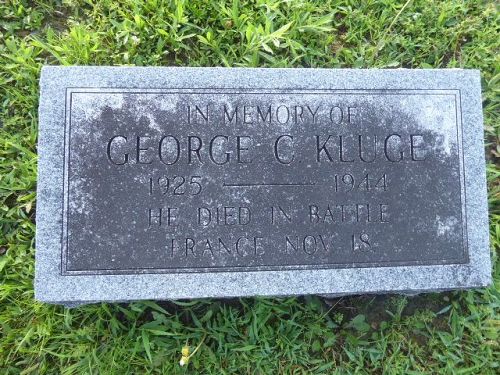 IN MEMORY OF
GEORGE C. KLUGE
1925 — 1944
HE DIED IN BATTLE
FRANCE NOV. 18